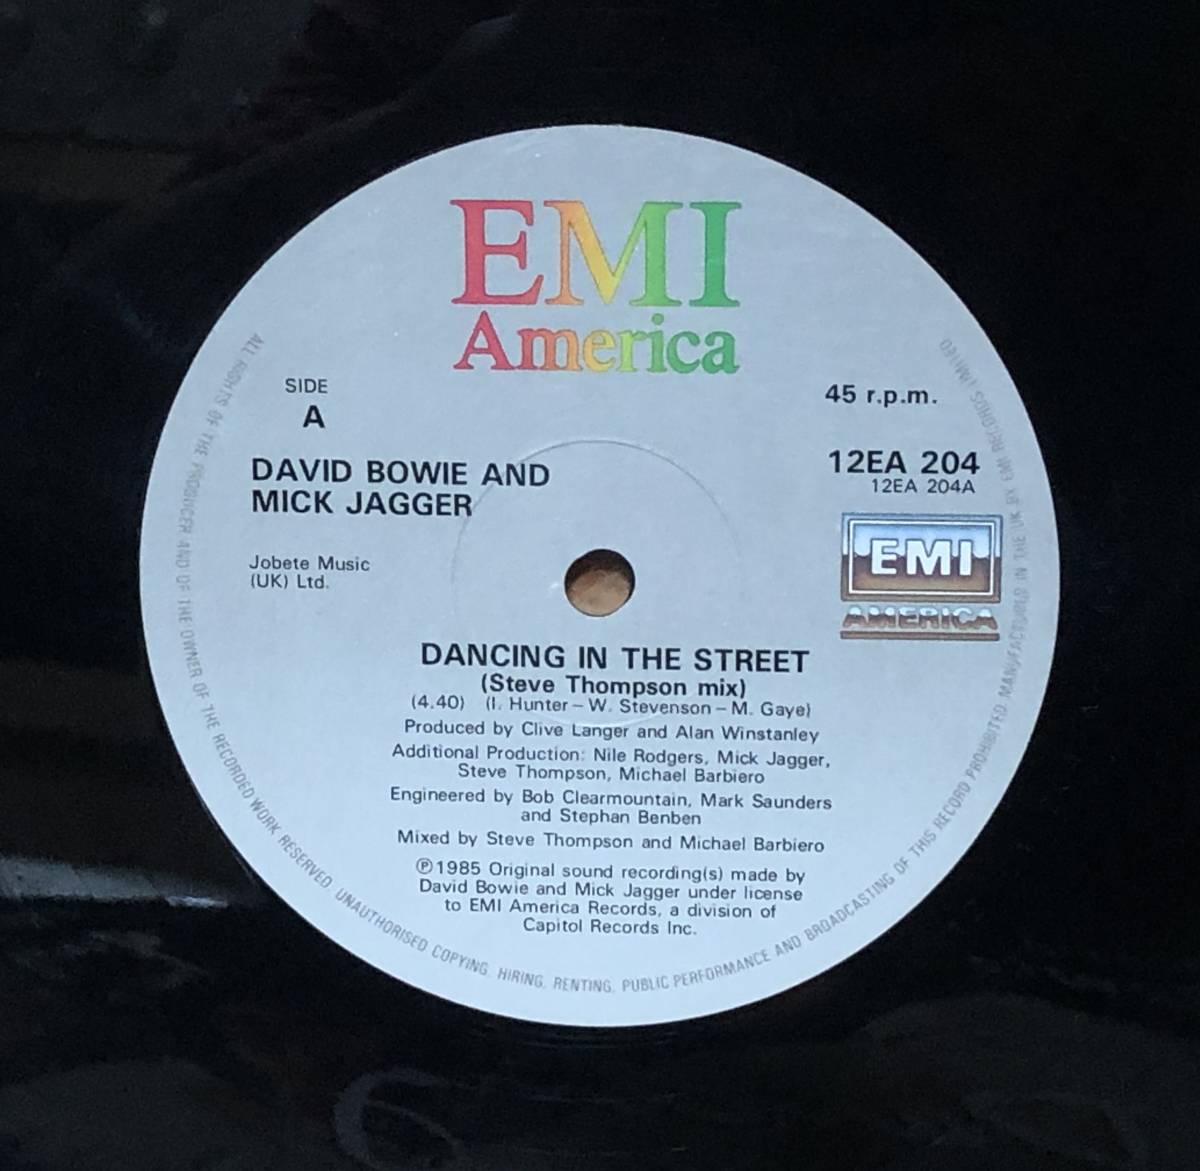 EMI
America
SIDE
A
45 r.p.m.
DAVID BOWIE AND
MICK JAGGER
12EA 204
12EA 204A
Jobete Music
(UK) Ltd.
EMI
AMERICA
DANCING IN THE STREET
(Steve Thompson mix)
(4.40) (I. Hunter – W. Stevenson – M. Gaye)
Produced by Clive Langer and Alan Winstanley
Additional Production: Nile Rodgers, Mick Jagger,
Steve Thompson, Michael Barbiero
Engineered by Bob Clearmountain, Mark Saunders
and Stephan Benben
Mixed by Steve Thompson and Michael Barbiero
℗1985 Original sound recording(s) made by
David Bowie and Mick Jagger under license
to EMI America Records, a division of
Capitol Records Inc.
ALL RIGHTS OF THE PRODUCER AND OF THE OWNER OF THE RECORDED WORK RESERVED. UNAUTHORISED COPYING, HIRING, RENTING, PUBLIC PERFORMANCE AND BROADCASTING OF THIS RECORD PROHIBITED. MANUFACTURED IN THE UK BY EMI RECORDS LIMITED